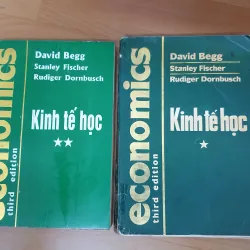 economics
third edition
David Begg
Stanley Fischer
Rudiger Dornbusch
Kinh tế học
★★
economics
third edition
David Begg
Stanley Fischer
Rudiger Dornbusch
Kinh tế học
★